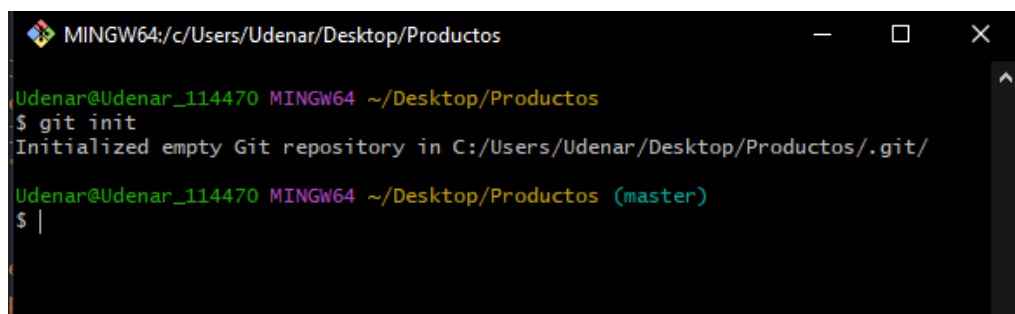 MINGW64:/c/Users/Udenar/Desktop/Productos
Udenar@Udenar_114470 MINGW64 ~/Desktop/Productos
$ git init
Initialized empty Git repository in C:/Users/Udenar/Desktop/Productos/.git/
Udenar@Udenar_114470 MINGW64 ~/Desktop/Productos (master)
$